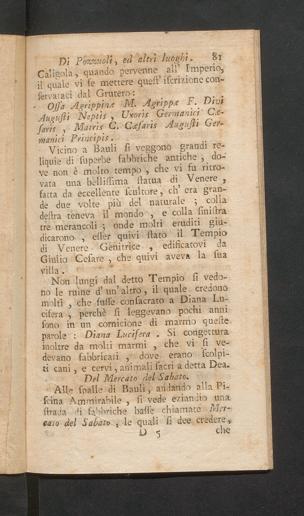 Di Pozzuoli, ed altri luoghi. 81
Caligola, quando pervenne all' Imperio,
il quale vi fe mettere quest' iscrizione con-
servataci dal Grutero:
Ossa Agrippinæ M. Agrippæ F. Divi
Augusti Neptis, Uxoris Germanici Cæ-
saris, Matris C. Cæsaris Augusti Ger-
manici Principis.
Vicino a Bauli si veggono grandi re-
liquie di superbe fabbriche antiche, do-
ve non è molto tempo, che vi fu ritro-
vata una bellissima statua di Venere,
fatta da eccellente scultore, ch' era gran-
de due volte più del naturale; colla
destra teneva il mondo, e colla sinistra
tre merancoli; onde molti eruditi giu-
dicarono, esser quivi stato il Tempio
di Venere Genitrice, edificatovi da
Giulio Cesare, che quivi aveva la sua
villa.
Non lungi dal detto Tempio si vedo-
no le ruine d'un'altro, il quale credono
molti, che fusse consacrato a Diana Lu-
cifera, perchè si leggevano pochi anni
sono in un cornicione di marmo queste
parole: Diana Lucifera. Si congettura
inoltre da molti marmi, che vi si ve-
devano fabbricati, dove erano scolpi-
ti cani, e cervi, animali sacri a detta Dea.
Del Mercato del Sabato.
Alle spalle di Bauli, andando alla Pi-
scina Ammirabile, si vede eziandio una
strada di fabbriche basse chiamate Mer-
cato del Sabato, le quali si dee credere,
D 5 che